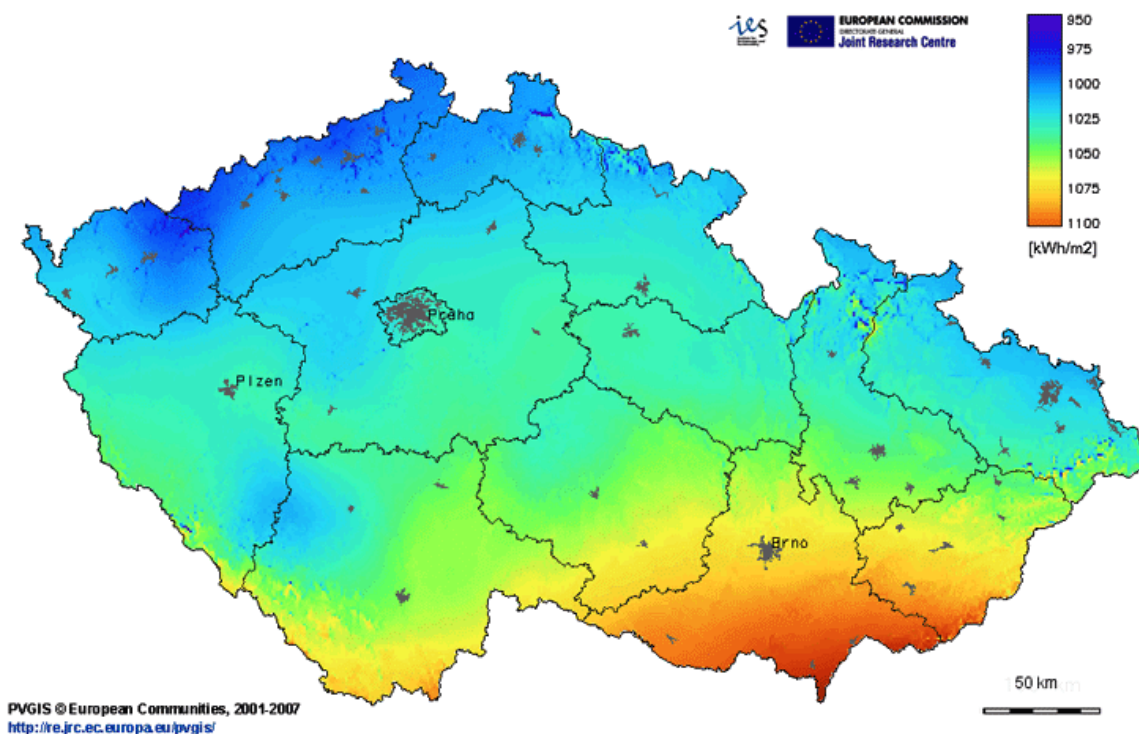 ies
EUROPEAN COMMISSION
DIRECTORATE-GENERAL
Joint Research Centre
950
975
1000
1025
1050
1075
1100
[kWh/m2]
Praha
Plzen
Brno
50 km
PVGIS © European Communities, 2001-2007
http://re.jrc.ec.europa.eu/pvgis/